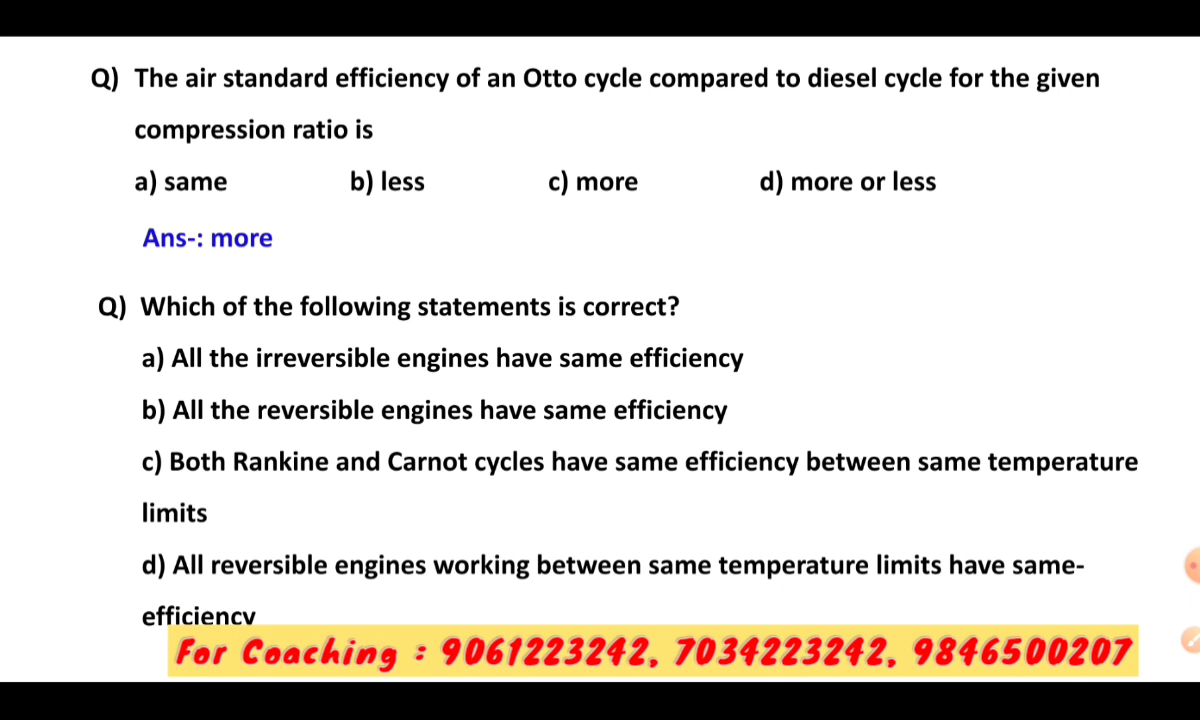 Q) The air standard efficiency of an Otto cycle compared to diesel cycle for the given
compression ratio is
a) same b) less c) more d) more or less
Ans-: more
Q) Which of the following statements is correct?
a) All the irreversible engines have same efficiency
b) All the reversible engines have same efficiency
c) Both Rankine and Carnot cycles have same efficiency between same temperature
limits
d) All reversible engines working between same temperature limits have same-
efficiency
For Coaching : 9061223242, 7034223242, 9846500207